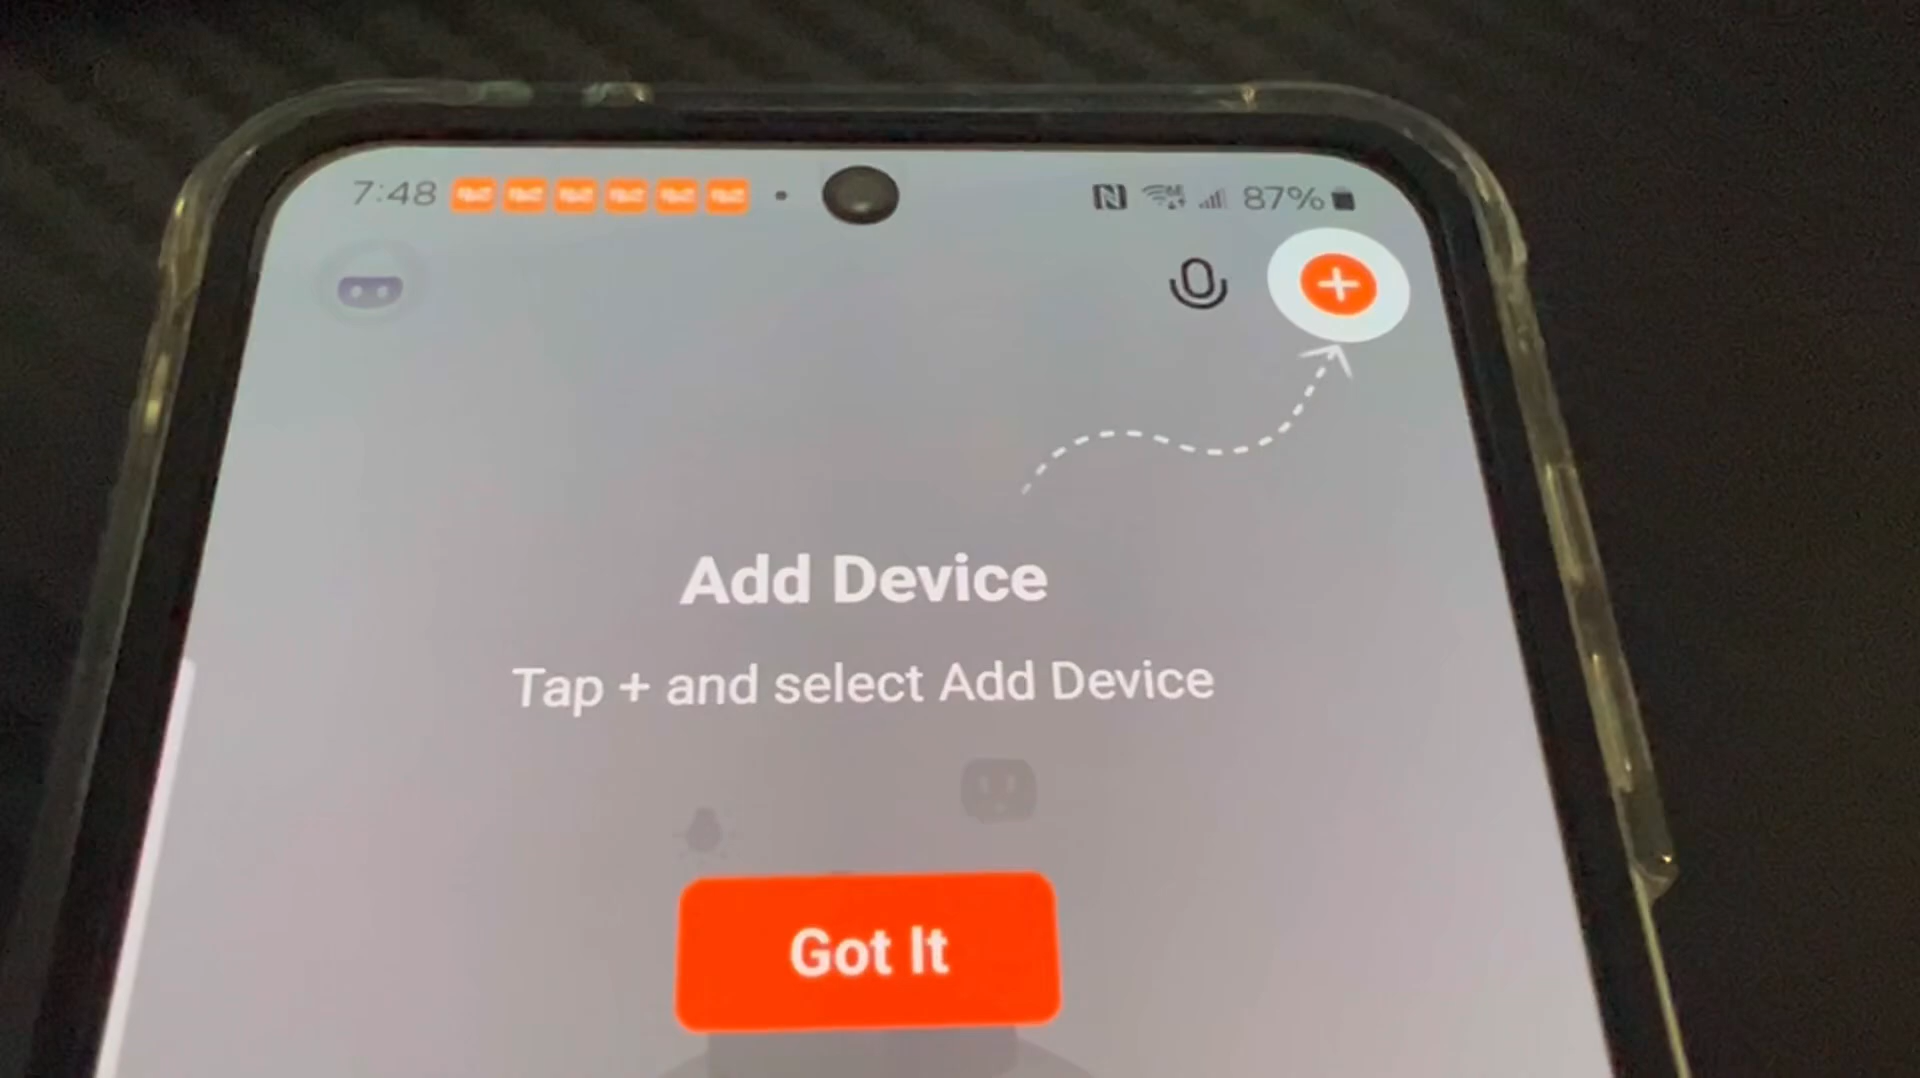 7:48
87%
Add Device
Tap + and select Add Device
Got It